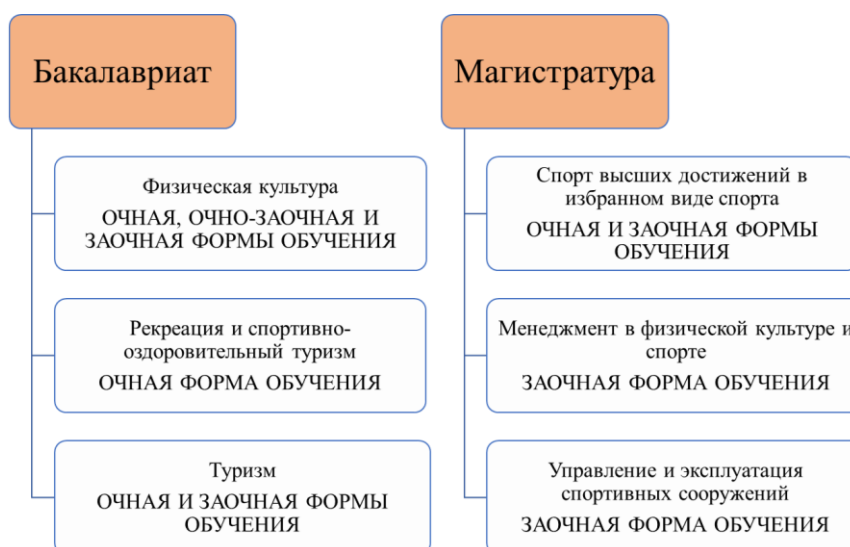 Бакалавриат
Физическая культура
ОЧНАЯ, ОЧНО-ЗАОЧНАЯ И
ЗАОЧНАЯ ФОРМЫ ОБУЧЕНИЯ
Рекреация и спортивно-
оздоровительный туризм
ОЧНАЯ ФОРМА ОБУЧЕНИЯ
Туризм
ОЧНАЯ И ЗАОЧНАЯ ФОРМЫ
ОБУЧЕНИЯ
Магистратура
Спорт высших достижений в
избранном виде спорта
ОЧНАЯ И ЗАОЧНАЯ ФОРМЫ
ОБУЧЕНИЯ
Менеджмент в физической культуре и
спорте
ЗАОЧНАЯ ФОРМА ОБУЧЕНИЯ
Управление и эксплуатация
спортивных сооружений
ЗАОЧНАЯ ФОРМА ОБУЧЕНИЯ